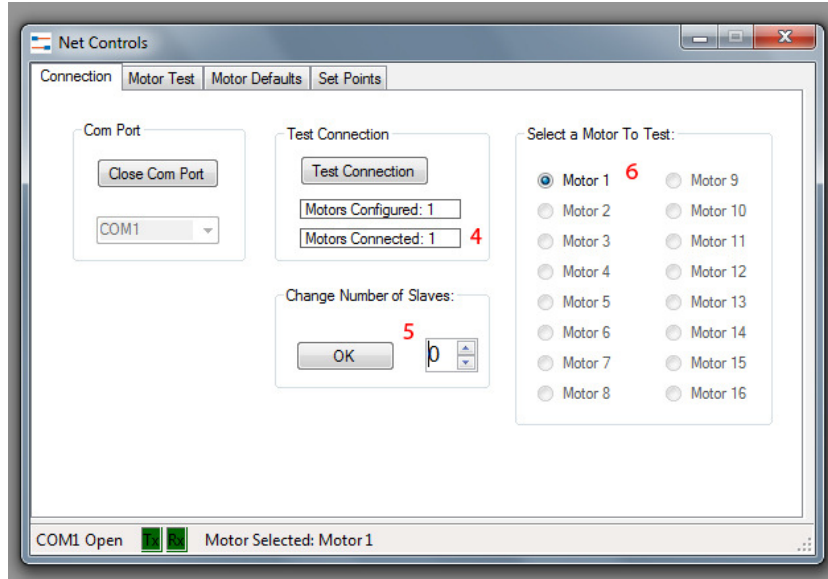 Net Controls
Connection Motor Test Motor Defaults Set Points
Com Port
Close Com Port
COM1
Test Connection
Test Connection
Motors Configured: 1
Motors Connected: 1 4
Change Number of Slaves:
5
OK 0
Select a Motor To Test:
Motor 1 6 Motor 9
Motor 2 Motor 10
Motor 3 Motor 11
Motor 4 Motor 12
Motor 5 Motor 13
Motor 6 Motor 14
Motor 7 Motor 15
Motor 8 Motor 16
COM1 Open Tx Rx Motor Selected: Motor 1